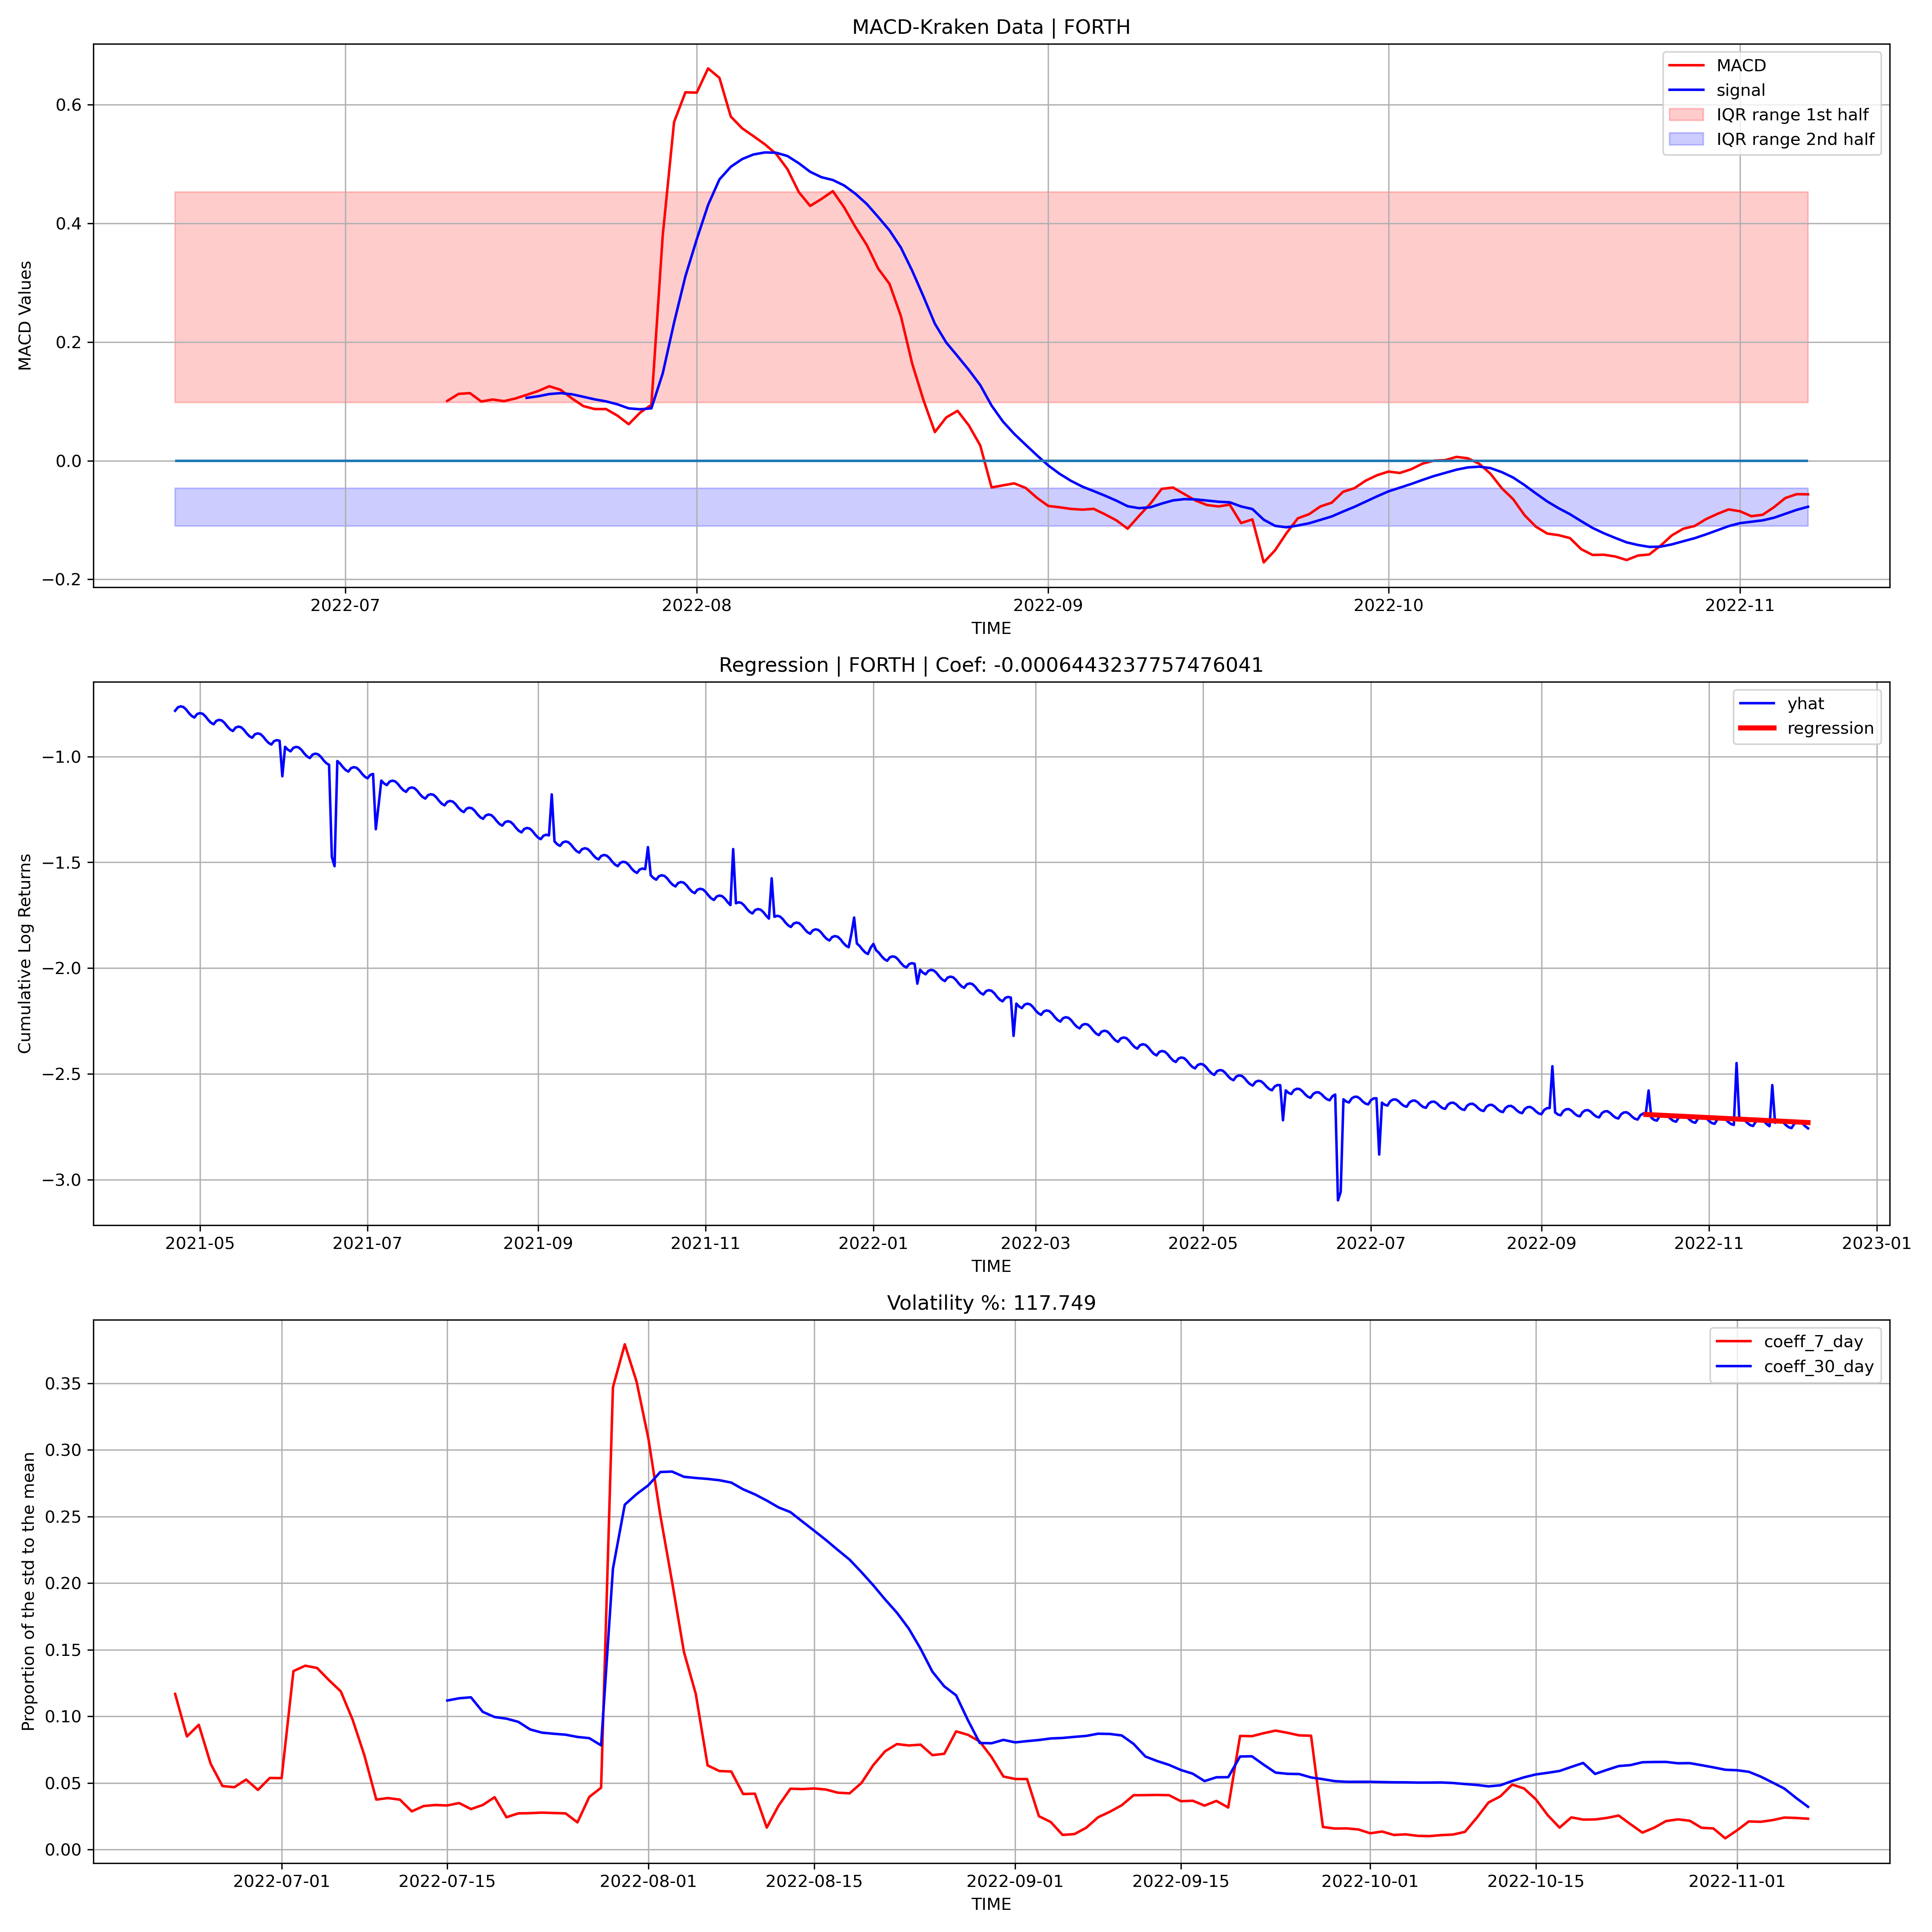 MACD-Kraken Data | FORTH
MACD
signal
IQR range 1st half
IQR range 2nd half
MACD Values
0.6
0.4
0.2
0.0
−0.2
2022-07 2022-08 2022-09 2022-10 2022-11
TIME
Regression | FORTH | Coef: -0.0006443237757476041
yhat
regression
Cumulative Log Returns
−1.0
−1.5
−2.0
−2.5
−3.0
2021-05 2021-07 2021-09 2021-11 2022-01 2022-03 2022-05 2022-07 2022-09 2022-11 2023-01
TIME
Volatility %: 117.749
coeff_7_day
coeff_30_day
Proportion of the std to the mean
0.35
0.30
0.25
0.20
0.15
0.10
0.05
0.00
2022-07-01 2022-07-15 2022-08-01 2022-08-15 2022-09-01 2022-09-15 2022-10-01 2022-10-15 2022-11-01
TIME